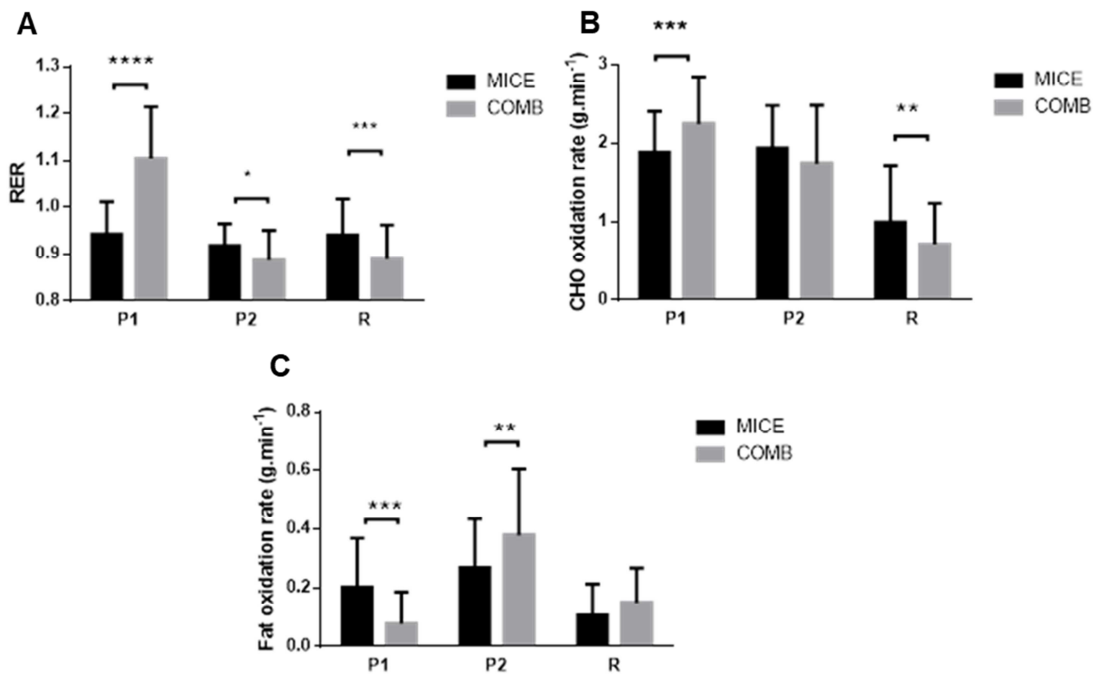 A
RER
1.3
1.2
1.1
1.0
0.9
0.8
****
*
***
P1 P2 R
MICE
COMB
B
CHO oxidation rate (g.min-1)
3
2
1
0
***
**
P1 P2 R
MICE
COMB
C
Fat oxidation rate (g.min-1)
0.8
0.6
0.4
0.2
0.0
***
**
P1 P2 R
MICE
COMB